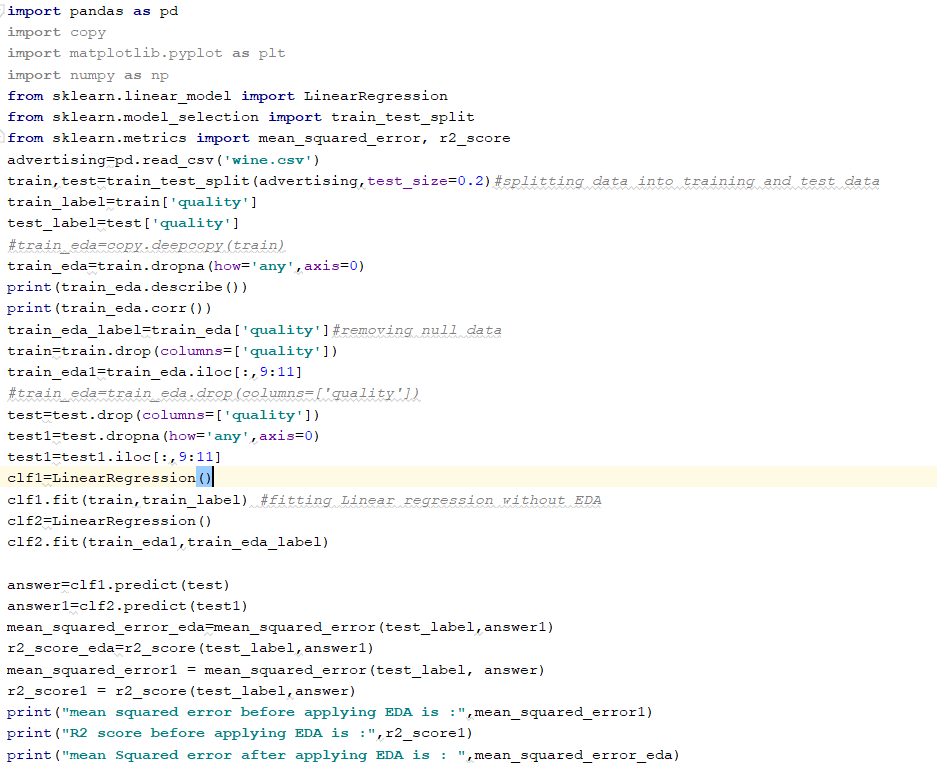 import pandas as pd
import copy
import matplotlib.pyplot as plt
import numpy as np
from sklearn.linear_model import LinearRegression
from sklearn.model_selection import train_test_split
from sklearn.metrics import mean_squared_error, r2_score
advertising=pd.read_csv('wine.csv')
train,test=train_test_split(advertising,test_size=0.2)#splitting data into training and test data
train_label=train['quality']
test_label=test['quality']
#train_eda=copy.deepcopy(train)
train_eda=train.dropna(how='any',axis=0)
print(train_eda.describe())
print(train_eda.corr())
train_eda_label=train_eda['quality']#removing null data
train=train.drop(columns=['quality'])
train_eda1=train_eda.iloc[:,9:11]
#train_eda=train_eda.drop(columns=['quality'])
test=test.drop(columns=['quality'])
test1=test.dropna(how='any',axis=0)
test1=test1.iloc[:,9:11]
clf1=LinearRegression()
clf1.fit(train,train_label) #fitting Linear regression without EDA
clf2=LinearRegression()
clf2.fit(train_eda1,train_eda_label)

answer=clf1.predict(test)
answer1=clf2.predict(test1)
mean_squared_error_eda=mean_squared_error(test_label,answer1)
r2_score_eda=r2_score(test_label,answer1)
mean_squared_error1 = mean_squared_error(test_label, answer)
r2_score1 = r2_score(test_label,answer)
print("mean squared error before applying EDA is :",mean_squared_error1)
print("R2 score before applying EDA is :",r2_score1)
print("mean Squared error after applying EDA is : ",mean_squared_error_eda)